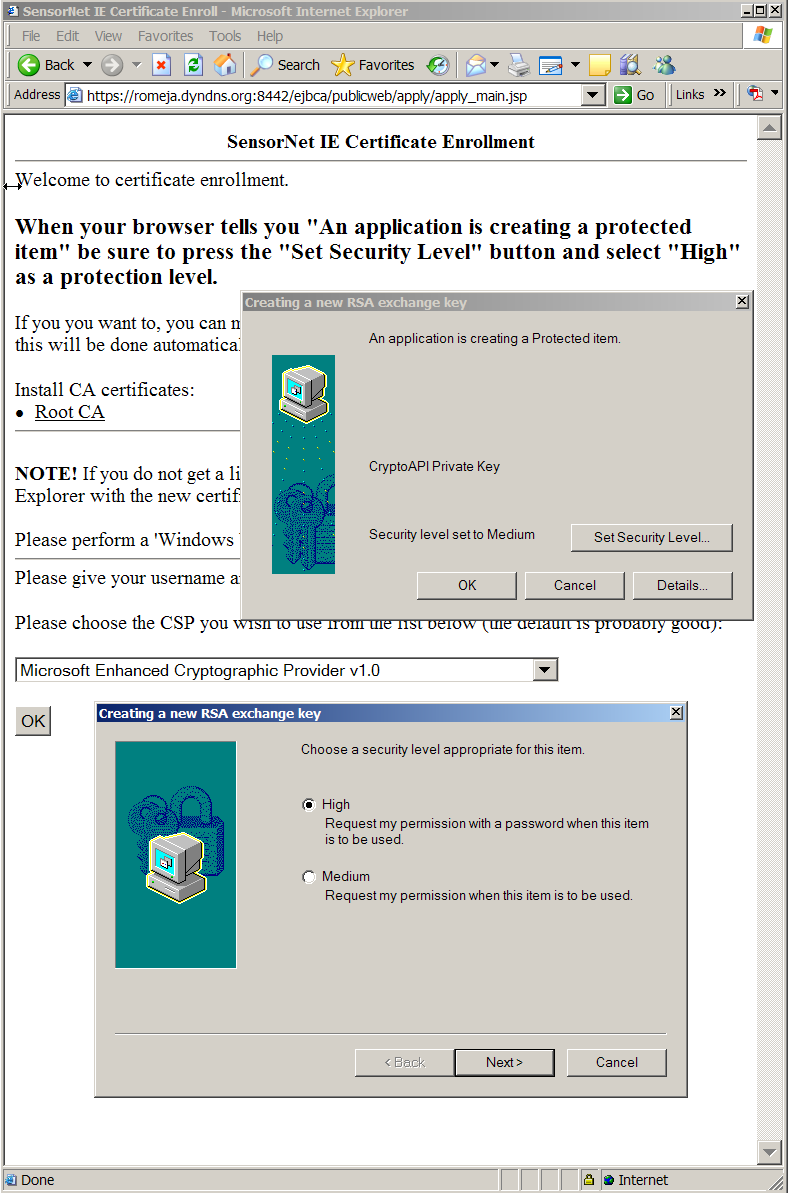 SensorNet IE Certificate Enroll - Microsoft Internet Explorer
File Edit View Favorites Tools Help
Back Search Favorites
Address https://romeja.dyndns.org:8442/ejbca/publicweb/apply/apply_main.jsp Go Links »
SensorNet IE Certificate Enrollment
Welcome to certificate enrollment.
When your browser tells you "An application is creating a protected
item" be sure to press the "Set Security Level" button and select "High"
as a protection level.
If you you want to, you can
this will be done
Install CA certificates:
• Root CA
NOTE! If you do not get a
Explorer with the new
Please perform a 'Windows
Please give your username
Please choose the CSP you wish to use from the list below (the default is probably good):
Microsoft Enhanced Cryptographic Provider v1.0
OK
Creating a new RSA exchange key
An application is creating a Protected item.
CryptoAPI Private Key
Security level set to Medium Set Security Level...
OK Cancel Details...
Creating a new RSA exchange key
Choose a security level appropriate for this item.
High
Request my permission with a password when this item
is to be used.
Medium
Request my permission when this item is to be used.
< Back Next > Cancel
Done Internet